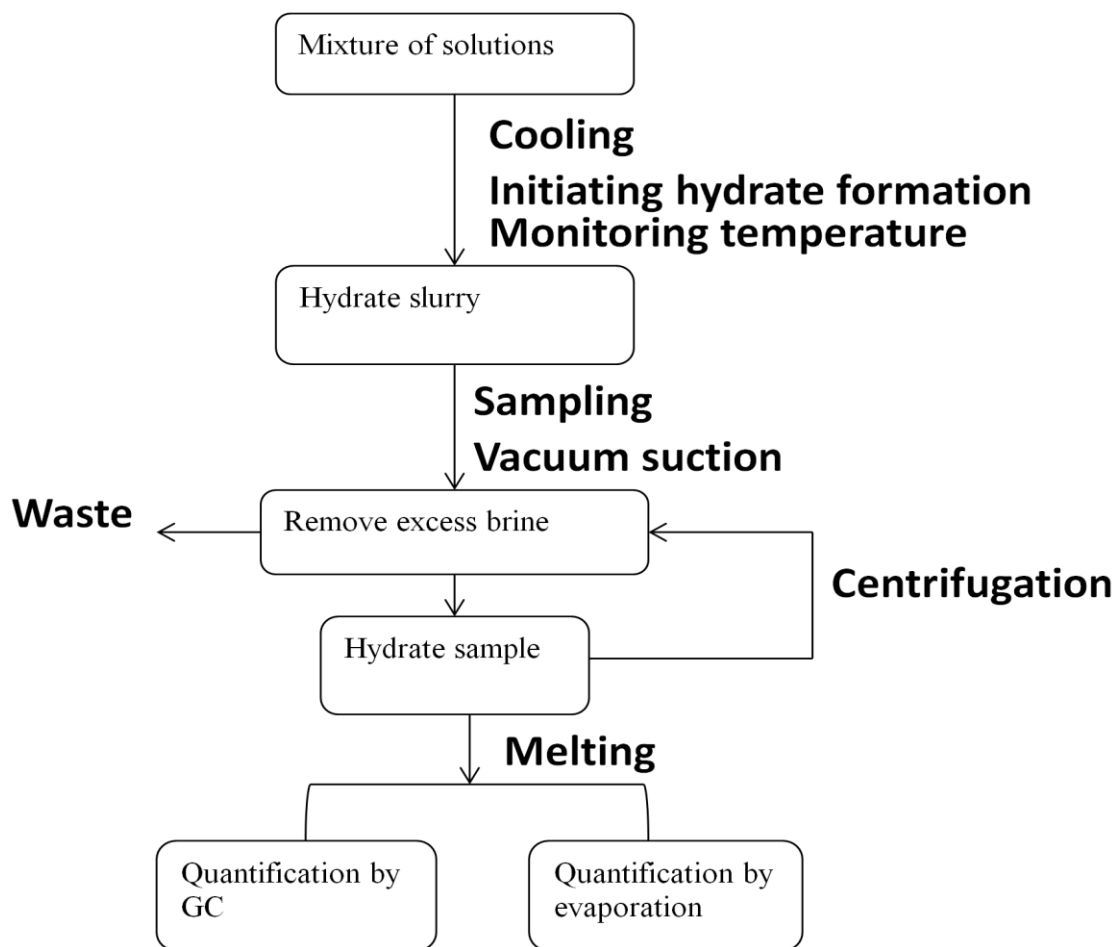 Mixture of solutions
Cooling
Initiating hydrate formation
Monitoring temperature
Hydrate slurry
Sampling
Vacuum suction
Waste
Remove excess brine
Centrifugation
Hydrate sample
Melting
Quantification by
GC
Quantification by
evaporation